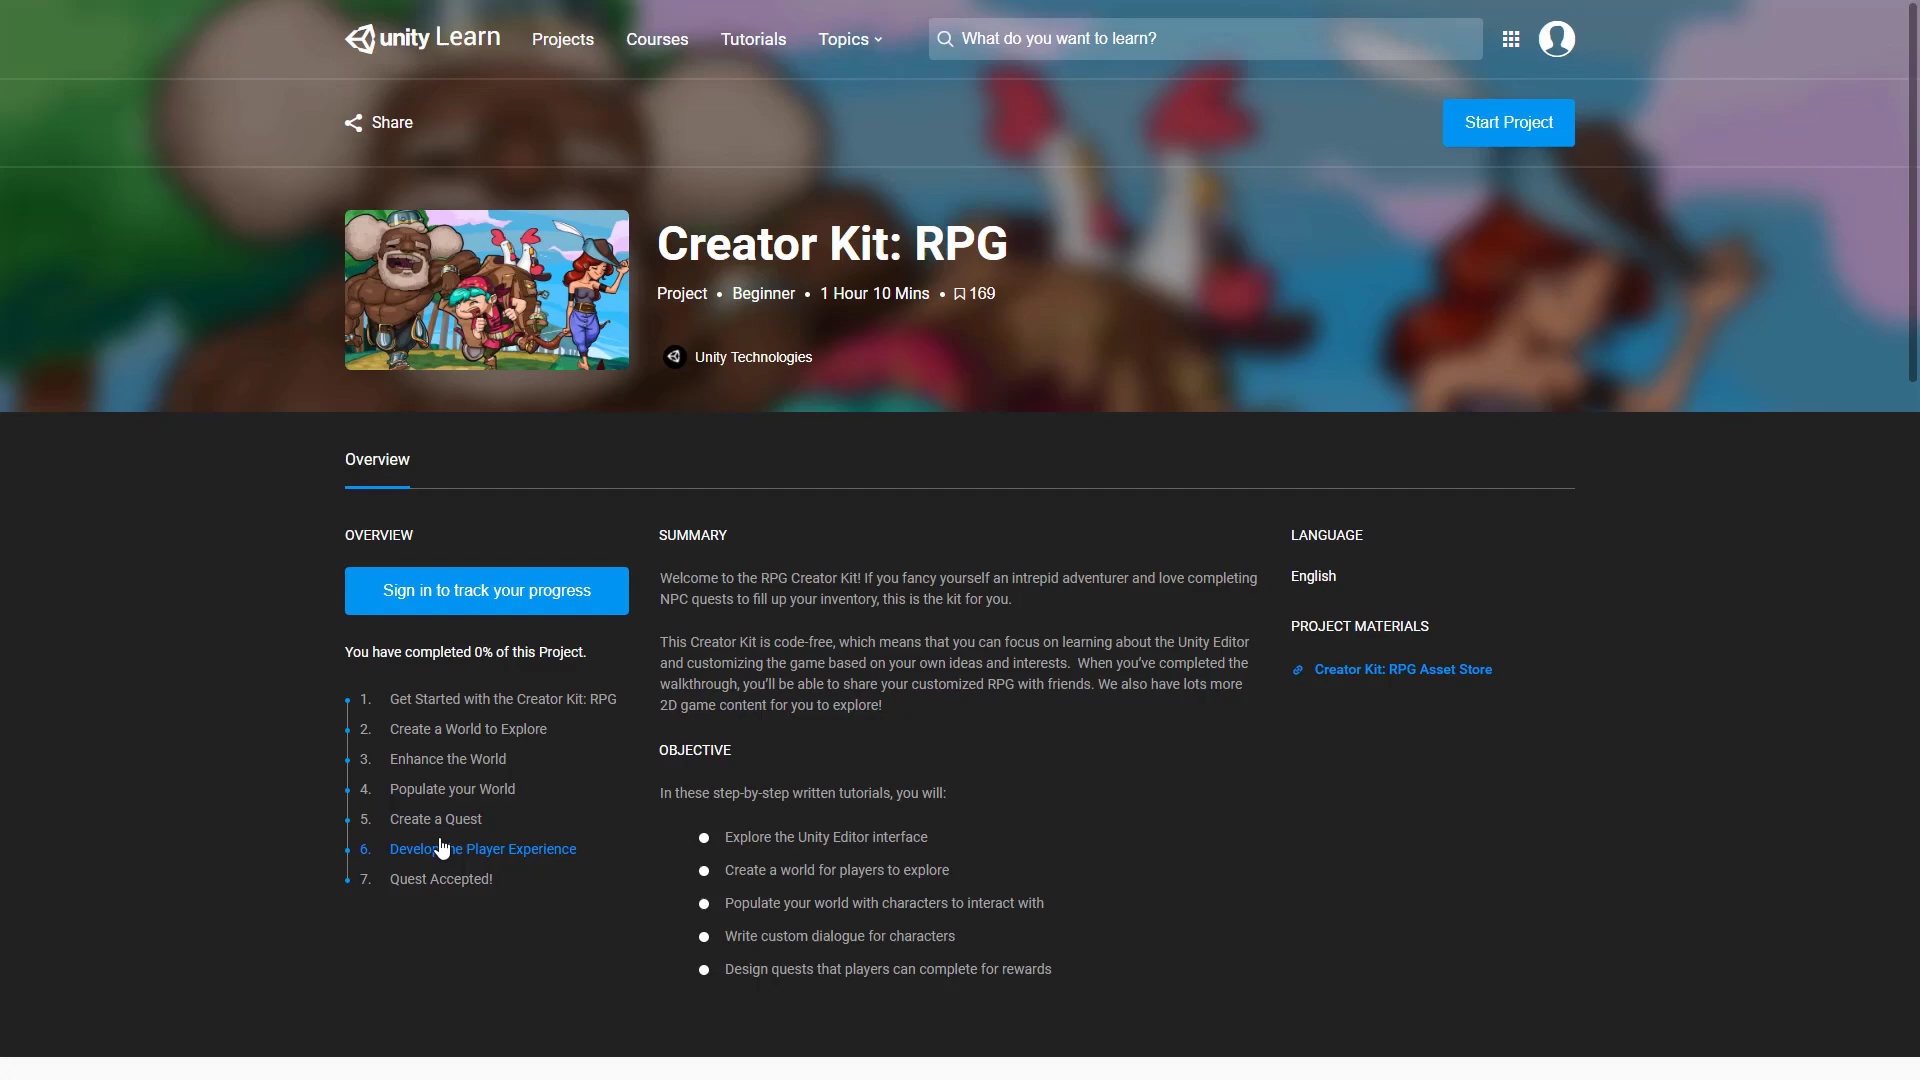 unity Learn
Projects
Courses
Tutorials
Topics
What do you want to learn?
Share
Start Project
Creator Kit: RPG
Project • Beginner • 1 Hour 10 Mins • 169
Unity Technologies
Overview
OVERVIEW
Sign in to track your progress
You have completed 0% of this Project.
1. Get Started with the Creator Kit: RPG
2. Create a World to Explore
3. Enhance the World
4. Populate your World
5. Create a Quest
6. Develop the Player Experience
7. Quest Accepted!
SUMMARY
Welcome to the RPG Creator Kit! If you fancy yourself an intrepid adventurer and love completing
NPC quests to fill up your inventory, this is the kit for you.
This Creator Kit is code-free, which means that you can focus on learning about the Unity Editor
and customizing the game based on your own ideas and interests. When you've completed the
walkthrough, you'll be able to share your customized RPG with friends. We also have lots more
2D game content for you to explore!
OBJECTIVE
In these step-by-step written tutorials, you will:
Explore the Unity Editor interface
Create a world for players to explore
Populate your world with characters to interact with
Write custom dialogue for characters
Design quests that players can complete for rewards
LANGUAGE
English
PROJECT MATERIALS
Creator Kit: RPG Asset Store